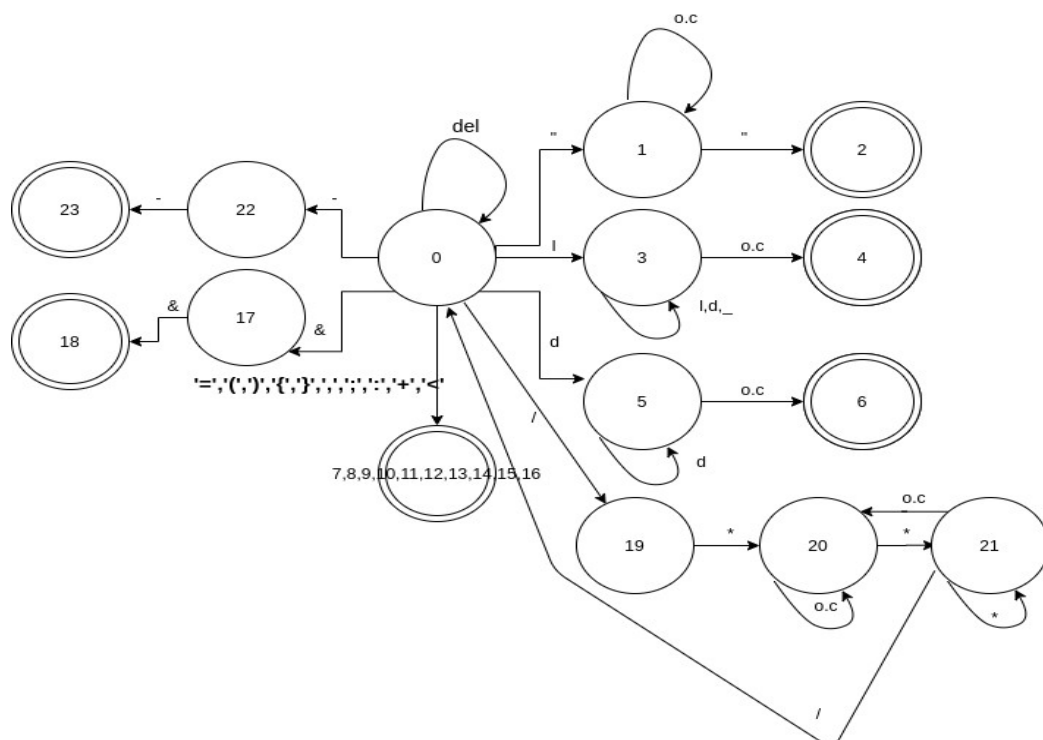 o.c
del
"
"
1
2
-
-
23
22
0
l
3
o.c
4
l,d,_
&
17
&
18
d
'=','(',')','{','}',',',';',':','+','<'
5
o.c
6
d
/
7,8,9,10,11,12,13,14,15,16
o.c
-
19
*
20
*
21
o.c
*
/